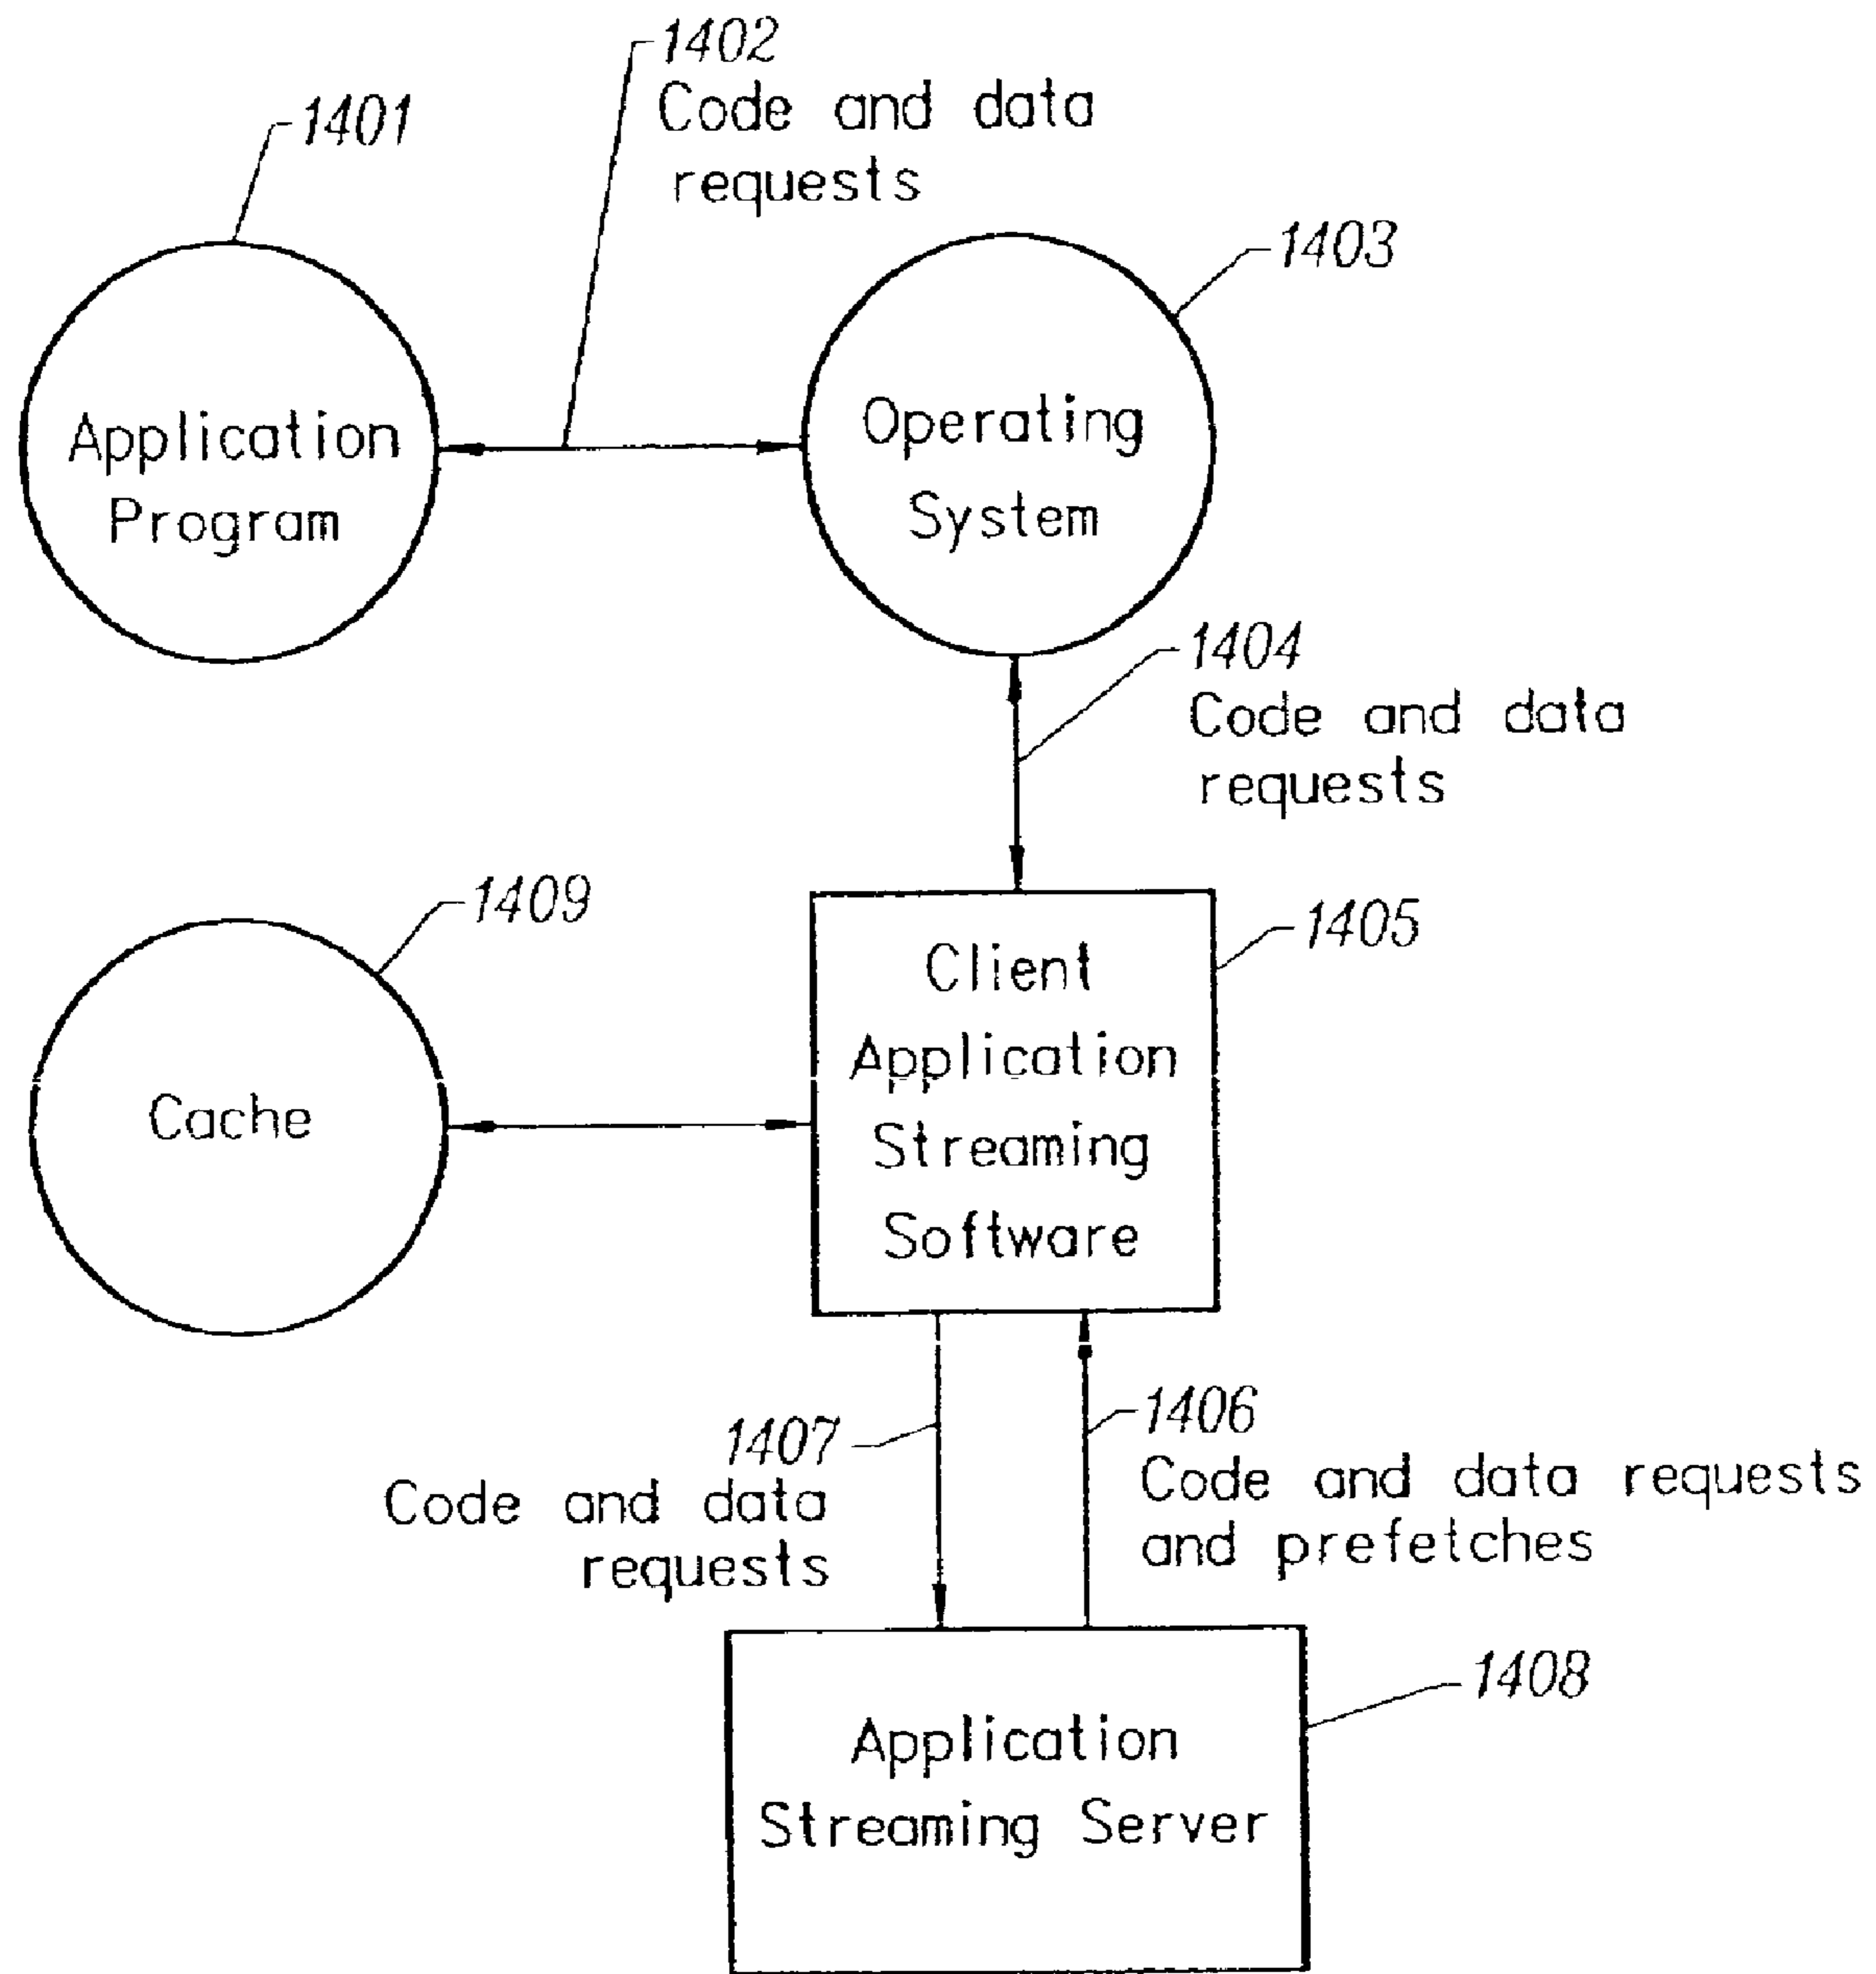 1402
Code and data
requests
1401
1403
Application
Program
Operating
System
1404
Code and data
requests
1409
1405
Cache
Client
Application
Streaming
Software
1407
Code and data
requests
1406
Code and data requests
and prefetches
1408
Application
Streaming Server